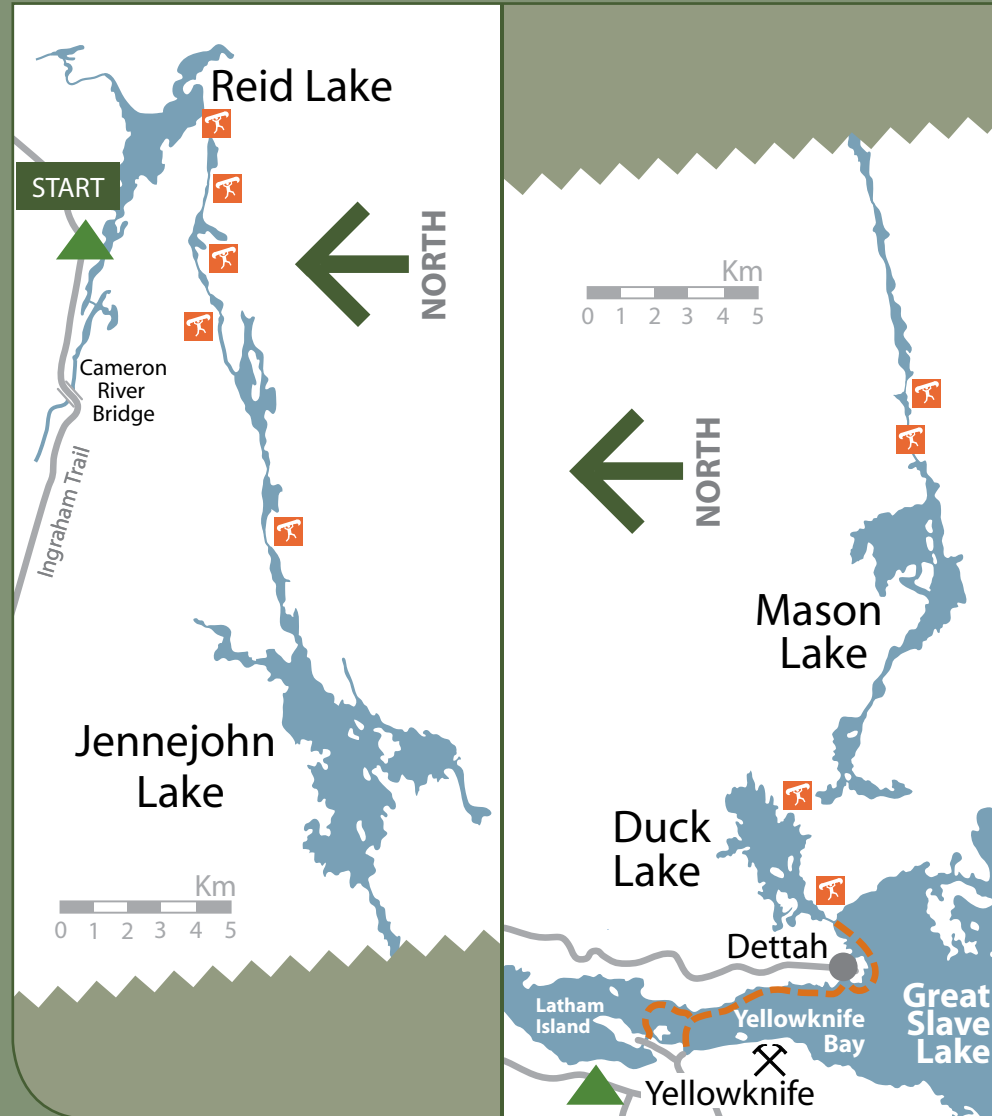 Reid Lake
START
NORTH
Cameron
River
Bridge
Ingraham Trail
Jennejohn
Lake
Km
0 1 2 3 4 5
Km
0 1 2 3 4 5
NORTH
Mason
Lake
Duck
Lake
Dettah
Great
Slave
Lake
Latham
Island
Yellowknife
Bay
Yellowknife